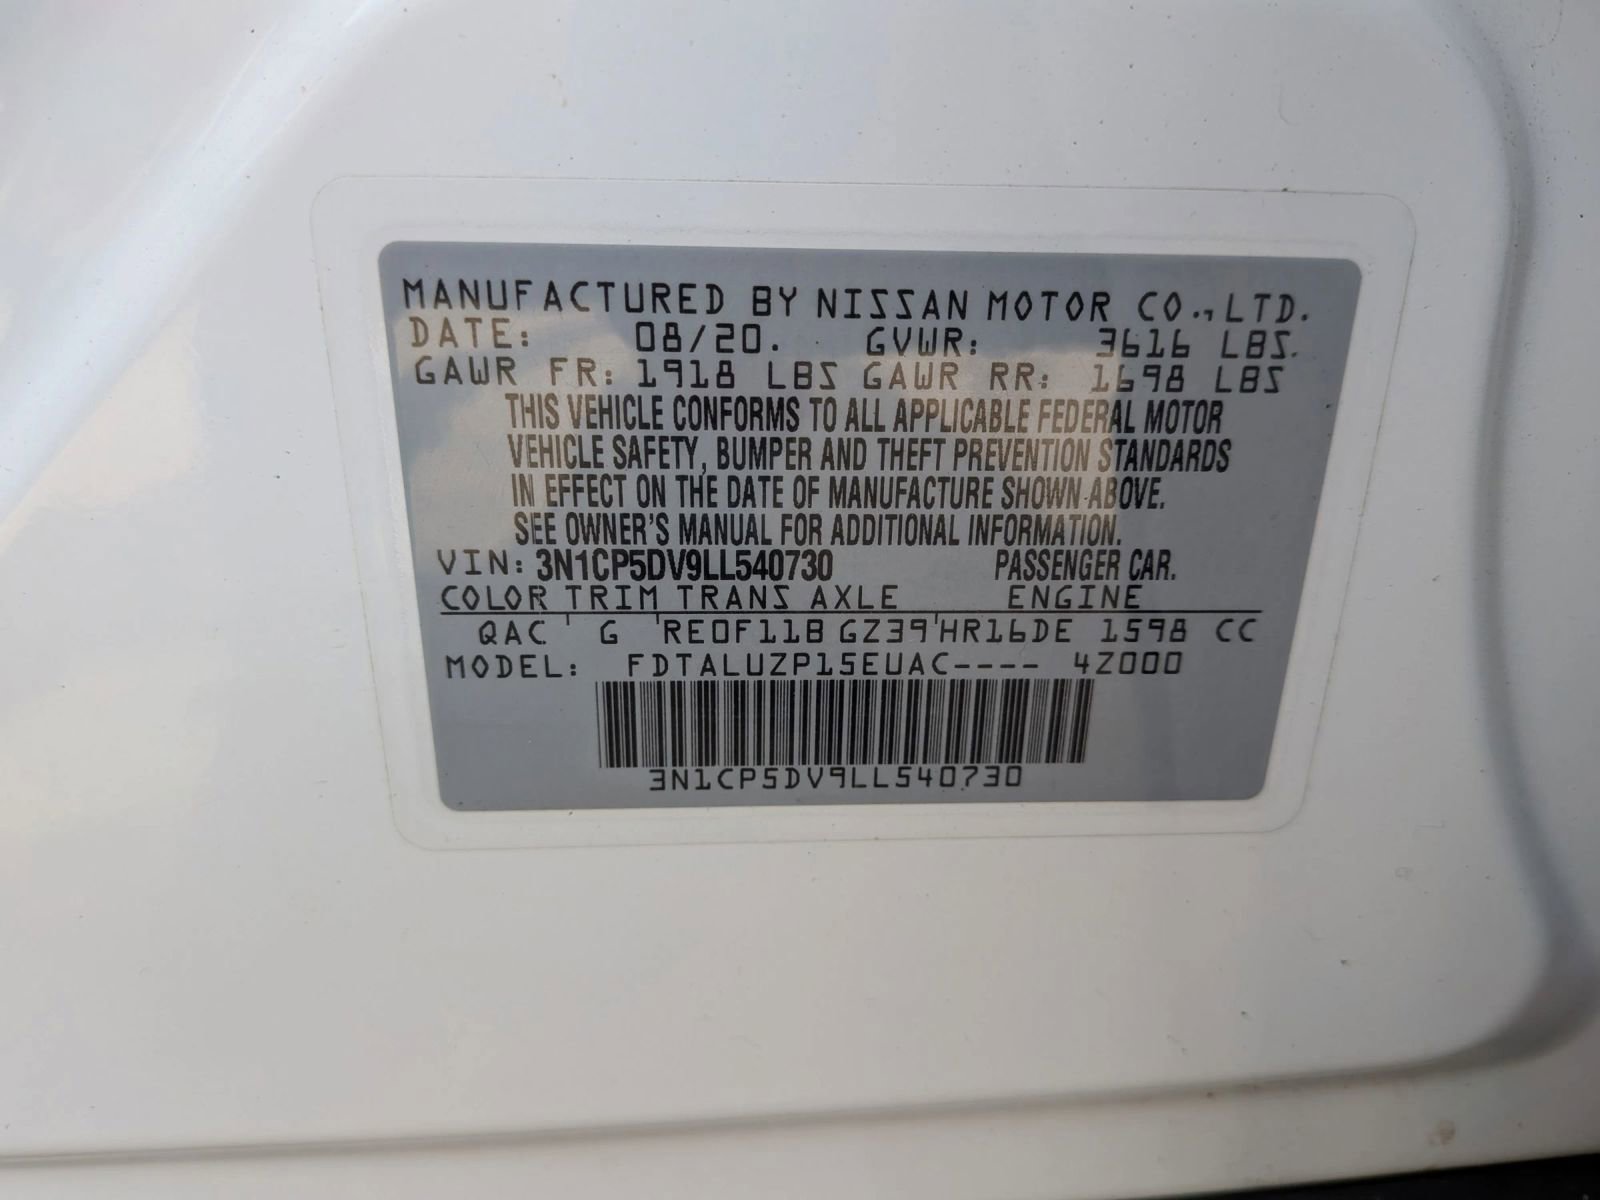 MANUFACTURED BY NISSAN MOTOR CO.,LTD.
DATE: 08/20. GVWR: 3616 LBS.
GAWR FR: 1918 LBS GAWR RR: 1698 LBS
THIS VEHICLE CONFORMS TO ALL APPLICABLE FEDERAL MOTOR
VEHICLE SAFETY, BUMPER AND THEFT PREVENTION STANDARDS
IN EFFECT ON THE DATE OF MANUFACTURE SHOWN ABOVE.
SEE OWNER'S MANUAL FOR ADDITIONAL INFORMATION.
VIN: 3N1CP5DV9LL540730 PASSENGER CAR.
COLOR TRIM TRANS AXLE ENGINE
QAC ' G 'RE0F11B GZ39'HR16DE 1598 CC
MODEL: FDTALUZP15EUAC---- 4Z000
3N1CP5DV9LL540730